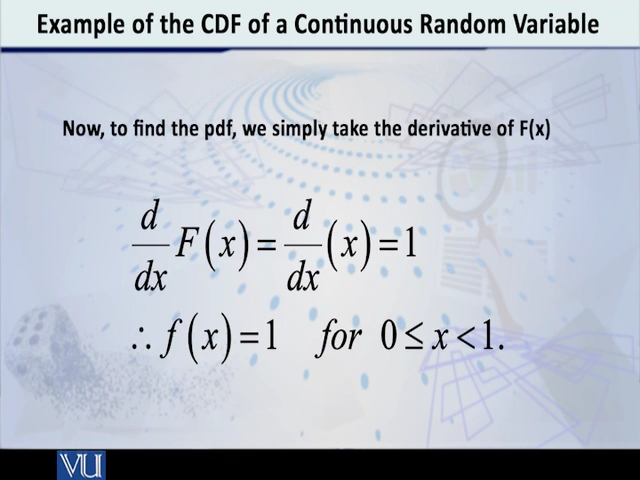 Example of the CDF of a Continuous Random Variable
Now, to find the pdf, we simply take the derivative of F(x)
d/dx F(x) = d/dx (x) = 1
∴ f(x) = 1 for 0 ≤ x < 1.
VU